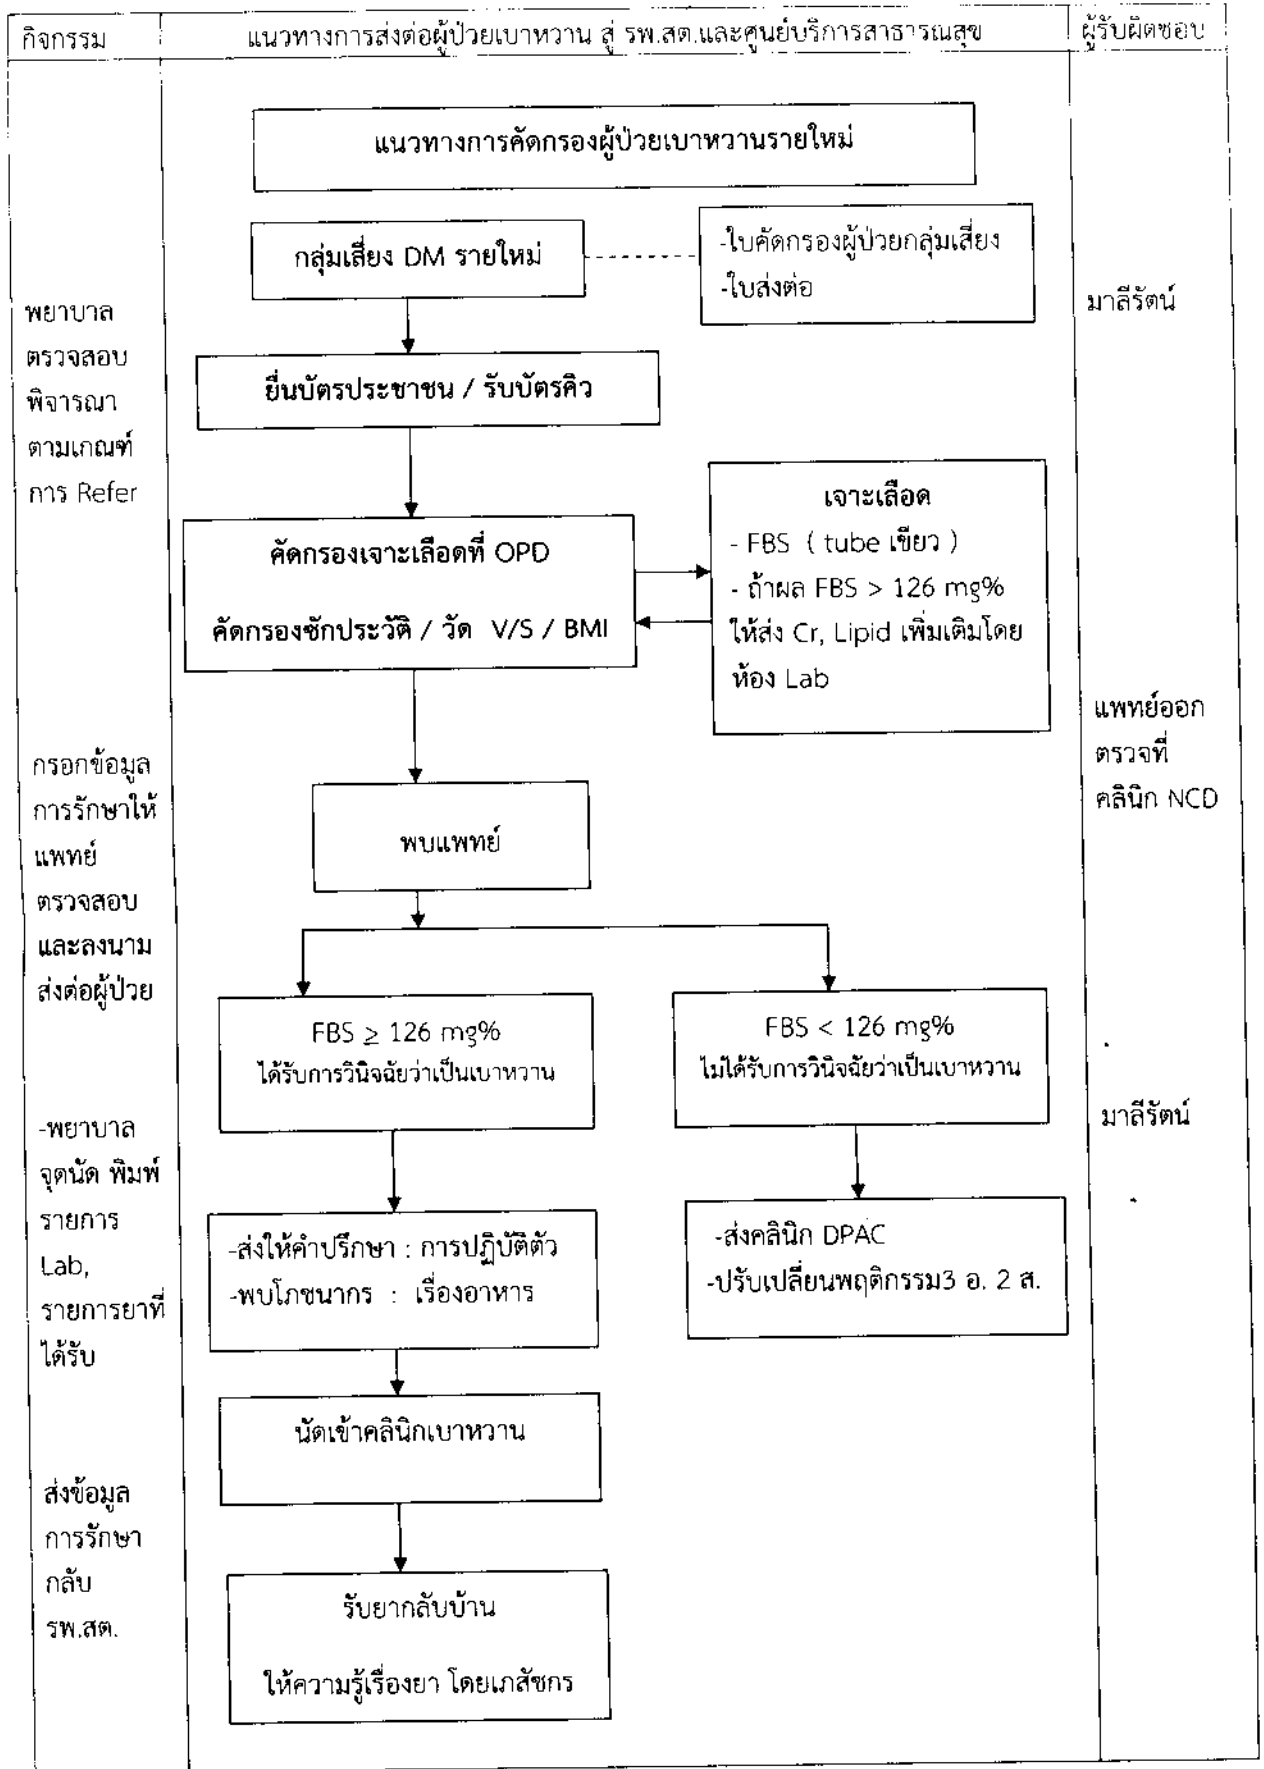 กิจกรรม
แนวทางการส่งต่อผู้ป่วยเบาหวาน สู่ รพ.สต.และศูนย์บริการสาธารณสุข
ผู้รับผิดชอบ
แนวทางการคัดกรองผู้ป่วยเบาหวานรายใหม่
กลุ่มเสี่ยง DM รายใหม่
-ใบคัดกรองผู้ป่วยกลุ่มเสี่ยง
-ใบส่งต่อ
พยาบาล
ตรวจสอบ
พิจารณา
ตามเกณฑ์
การ Refer
มาลีรัตน์
ยื่นบัตรประชาชน / รับบัตรคิว
คัดกรองเจาะเลือดที่ OPD
คัดกรองซักประวัติ / วัด V/S / BMI
เจาะเลือด
- FBS ( tube เขียว )
- ถ้าผล FBS > 126 mg%
ให้ส่ง Cr, Lipid เพิ่มเติมโดย
ห้อง Lab
แพทย์ออก
ตรวจที่
คลินิก NCD
กรอกข้อมูล
การรักษาให้
แพทย์
ตรวจสอบ
และลงนาม
ส่งต่อผู้ป่วย
พบแพทย์
FBS ≥ 126 mg%
ได้รับการวินิจฉัยว่าเป็นเบาหวาน
FBS < 126 mg%
ไม่ได้รับการวินิจฉัยว่าเป็นเบาหวาน
มาลีรัตน์
-พยาบาล
จุดนัด พิมพ์
รายการ
Lab,
รายการยาที่
ได้รับ
-ส่งให้คำปรึกษา : การปฏิบัติตัว
-พบโภชนากร : เรื่องอาหาร
-ส่งคลินิก DPAC
-ปรับเปลี่ยนพฤติกรรม3 อ. 2 ส.
นัดเข้าคลินิกเบาหวาน
ส่งข้อมูล
การรักษา
กลับ
รพ.สต.
รับยากลับบ้าน
ให้ความรู้เรื่องยา โดยเภสัชกร